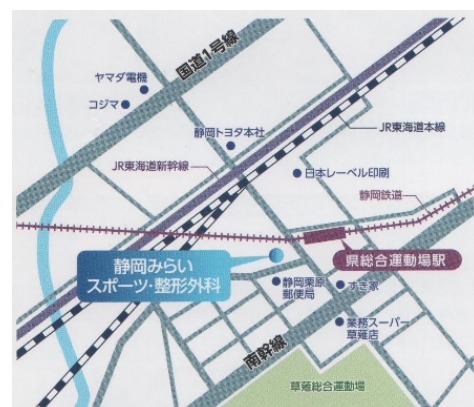 国道1号線
ヤマダ電機
コジマ
静岡トヨタ本社
JR東海道本線
JR東海道新幹線
日本レーベル印刷
静岡鉄道
静岡みらい
スポーツ・整形外科
県総合運動場駅
静岡栗原
郵便局
すき家
業務スーパー
草薙店
南幹線
草薙総合運動場